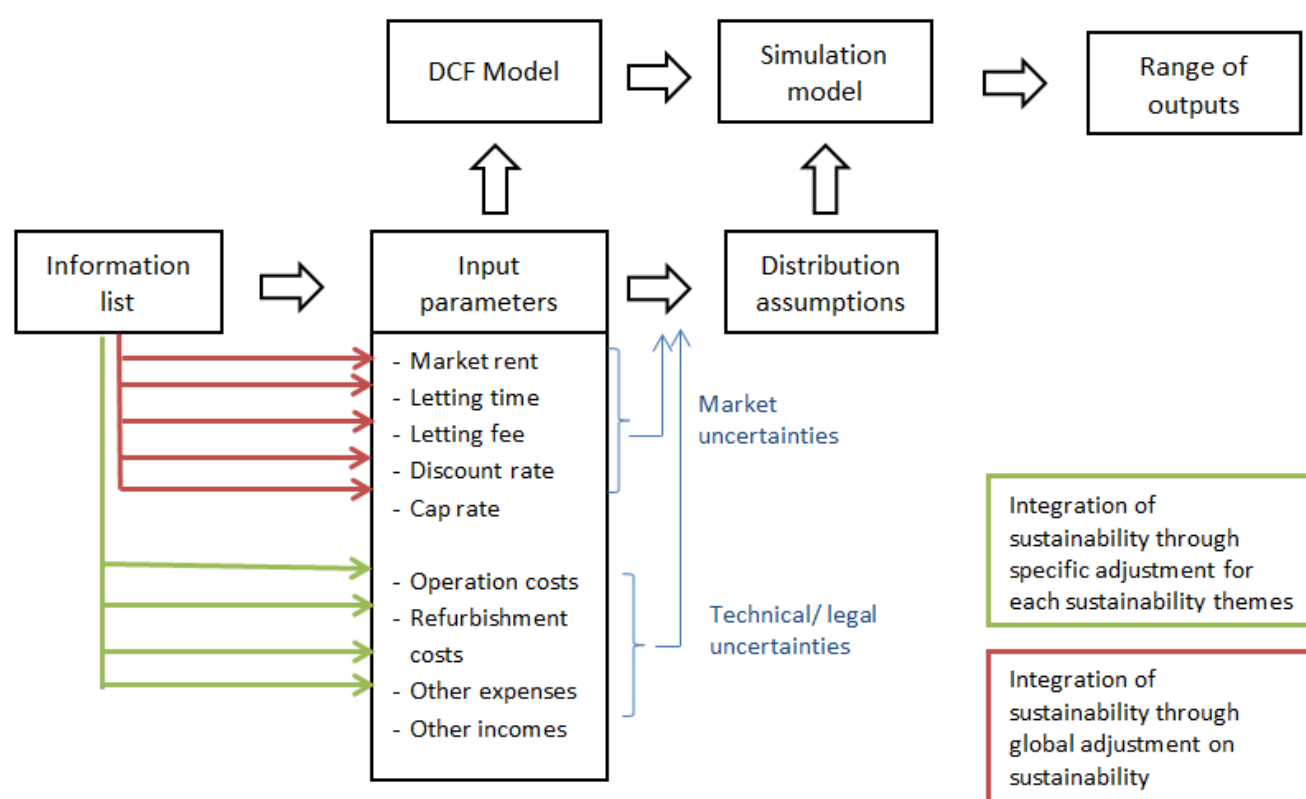 DCF Model
Simulation
model
Range of
outputs
Information
list
Input
parameters
Distribution
assumptions
- Market rent
- Letting time
- Letting fee
- Discount rate
- Cap rate
- Operation costs
- Refurbishment
costs
- Other expenses
- Other incomes
Market
uncertainties
Technical/ legal
uncertainties
Integration of
sustainability through
specific adjustment for
each sustainability themes
Integration of
sustainability through
global adjustment on
sustainability